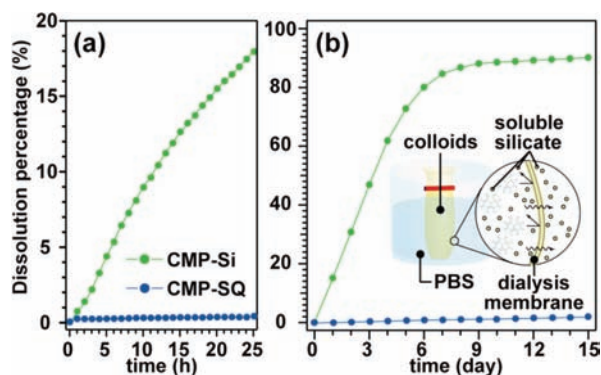 Dissolution percentage (%)
(a)
20
15
10
5
0
CMP-Si
CMP-SQ
0 5 10 15 20 25
time (h)
(b)
100
80
60
40
20
0
colloids
soluble
silicate
PBS
dialysis
membrane
0 3 6 9 12 15
time (day)